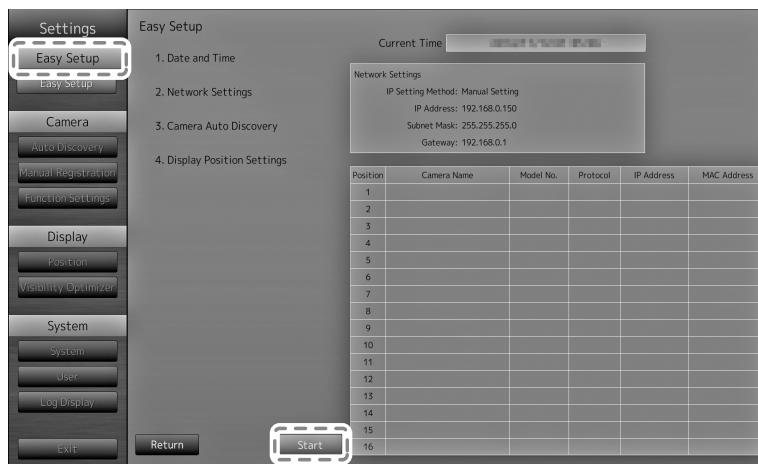 Settings
Easy Setup
Easy Setup
Camera
Auto Discovery
Manual Registration
Function Settings
Display
Position
Visibility Optimizer
System
System
User
Log Display
Exit
Easy Setup
1. Date and Time
2. Network Settings
3. Camera Auto Discovery
4. Display Position Settings
Return
Start
Current Time
Network Settings
IP Setting Method: Manual Setting
IP Address: 192.168.0.150
Subnet Mask: 255.255.255.0
Gateway: 192.168.0.1
Position Camera Name Model No. Protocol IP Address MAC Address
1
2
3
4
5
6
7
8
9
10
11
12
13
14
15
16